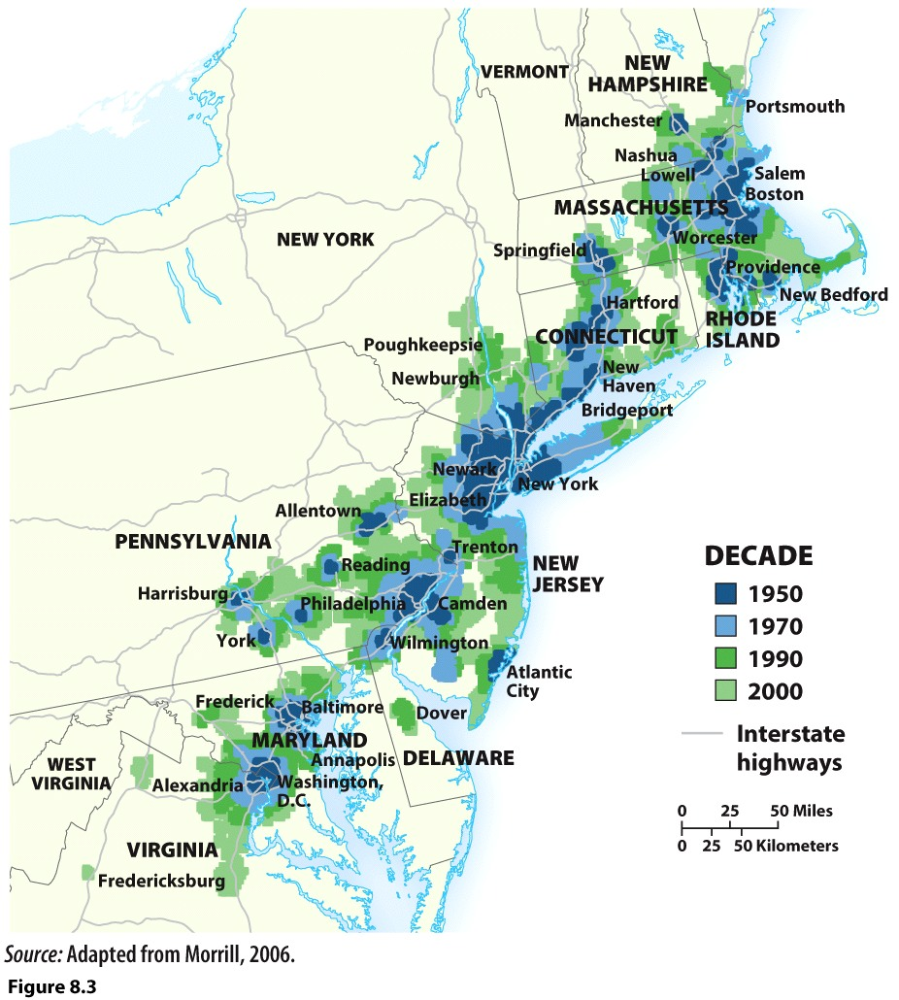 VERMONT
NEW
HAMPSHIRE
Portsmouth
Manchester
Nashua
Lowell
Salem
Boston
MASSACHUSETTS
NEW YORK
Springfield
Worcester
Providence
New Bedford
Hartford
RHODE
ISLAND
CONNECTICUT
Poughkeepsie
Newburgh
New
Haven
Bridgeport
Newark
New York
Elizabeth
Allentown
PENNSYLVANIA
Trenton
Reading
NEW
JERSEY
Harrisburg
Philadelphia
Camden
York
Wilmington
Atlantic
City
Frederick
Baltimore
Dover
MARYLAND
Annapolis
DELAWARE
WEST
VIRGINIA
Alexandria
Washington,
D.C.
VIRGINIA
Fredericksburg
DECADE
1950
1970
1990
2000
Interstate
highways
0 25 50 Miles
0 25 50 Kilometers
Source: Adapted from Morrill, 2006.
Figure 8.3